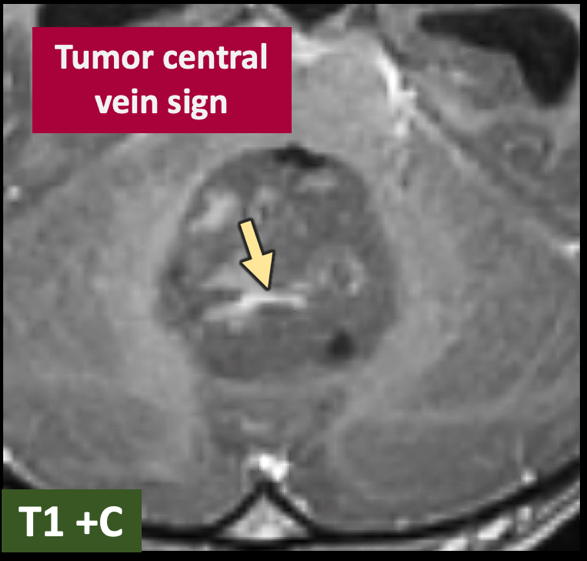 Tumor central
vein sign
T1 +C